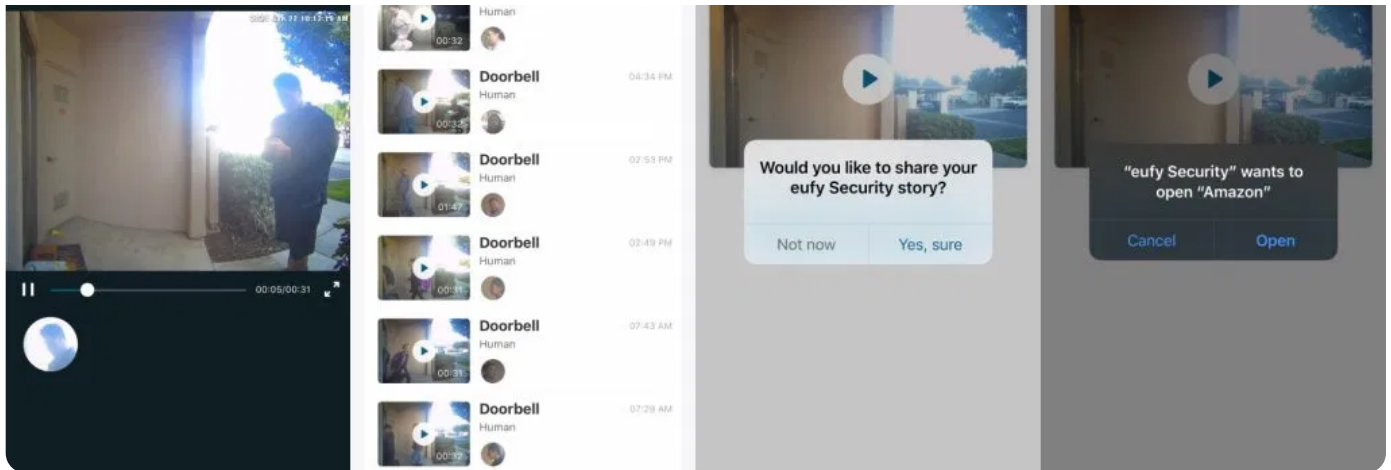 00:05/00:31
Human
00:32
Doorbell
04:34 PM
Human
00:32
Doorbell
02:53 PM
Human
01:47
Doorbell
02:49 PM
Human
00:31
Doorbell
07:43 AM
Human
00:31
Doorbell
07:29 AM
Human
00:32
Would you like to share your
eufy Security story?
Not now
Yes, sure
“eufy Security” wants to
open “Amazon”
Cancel
Open